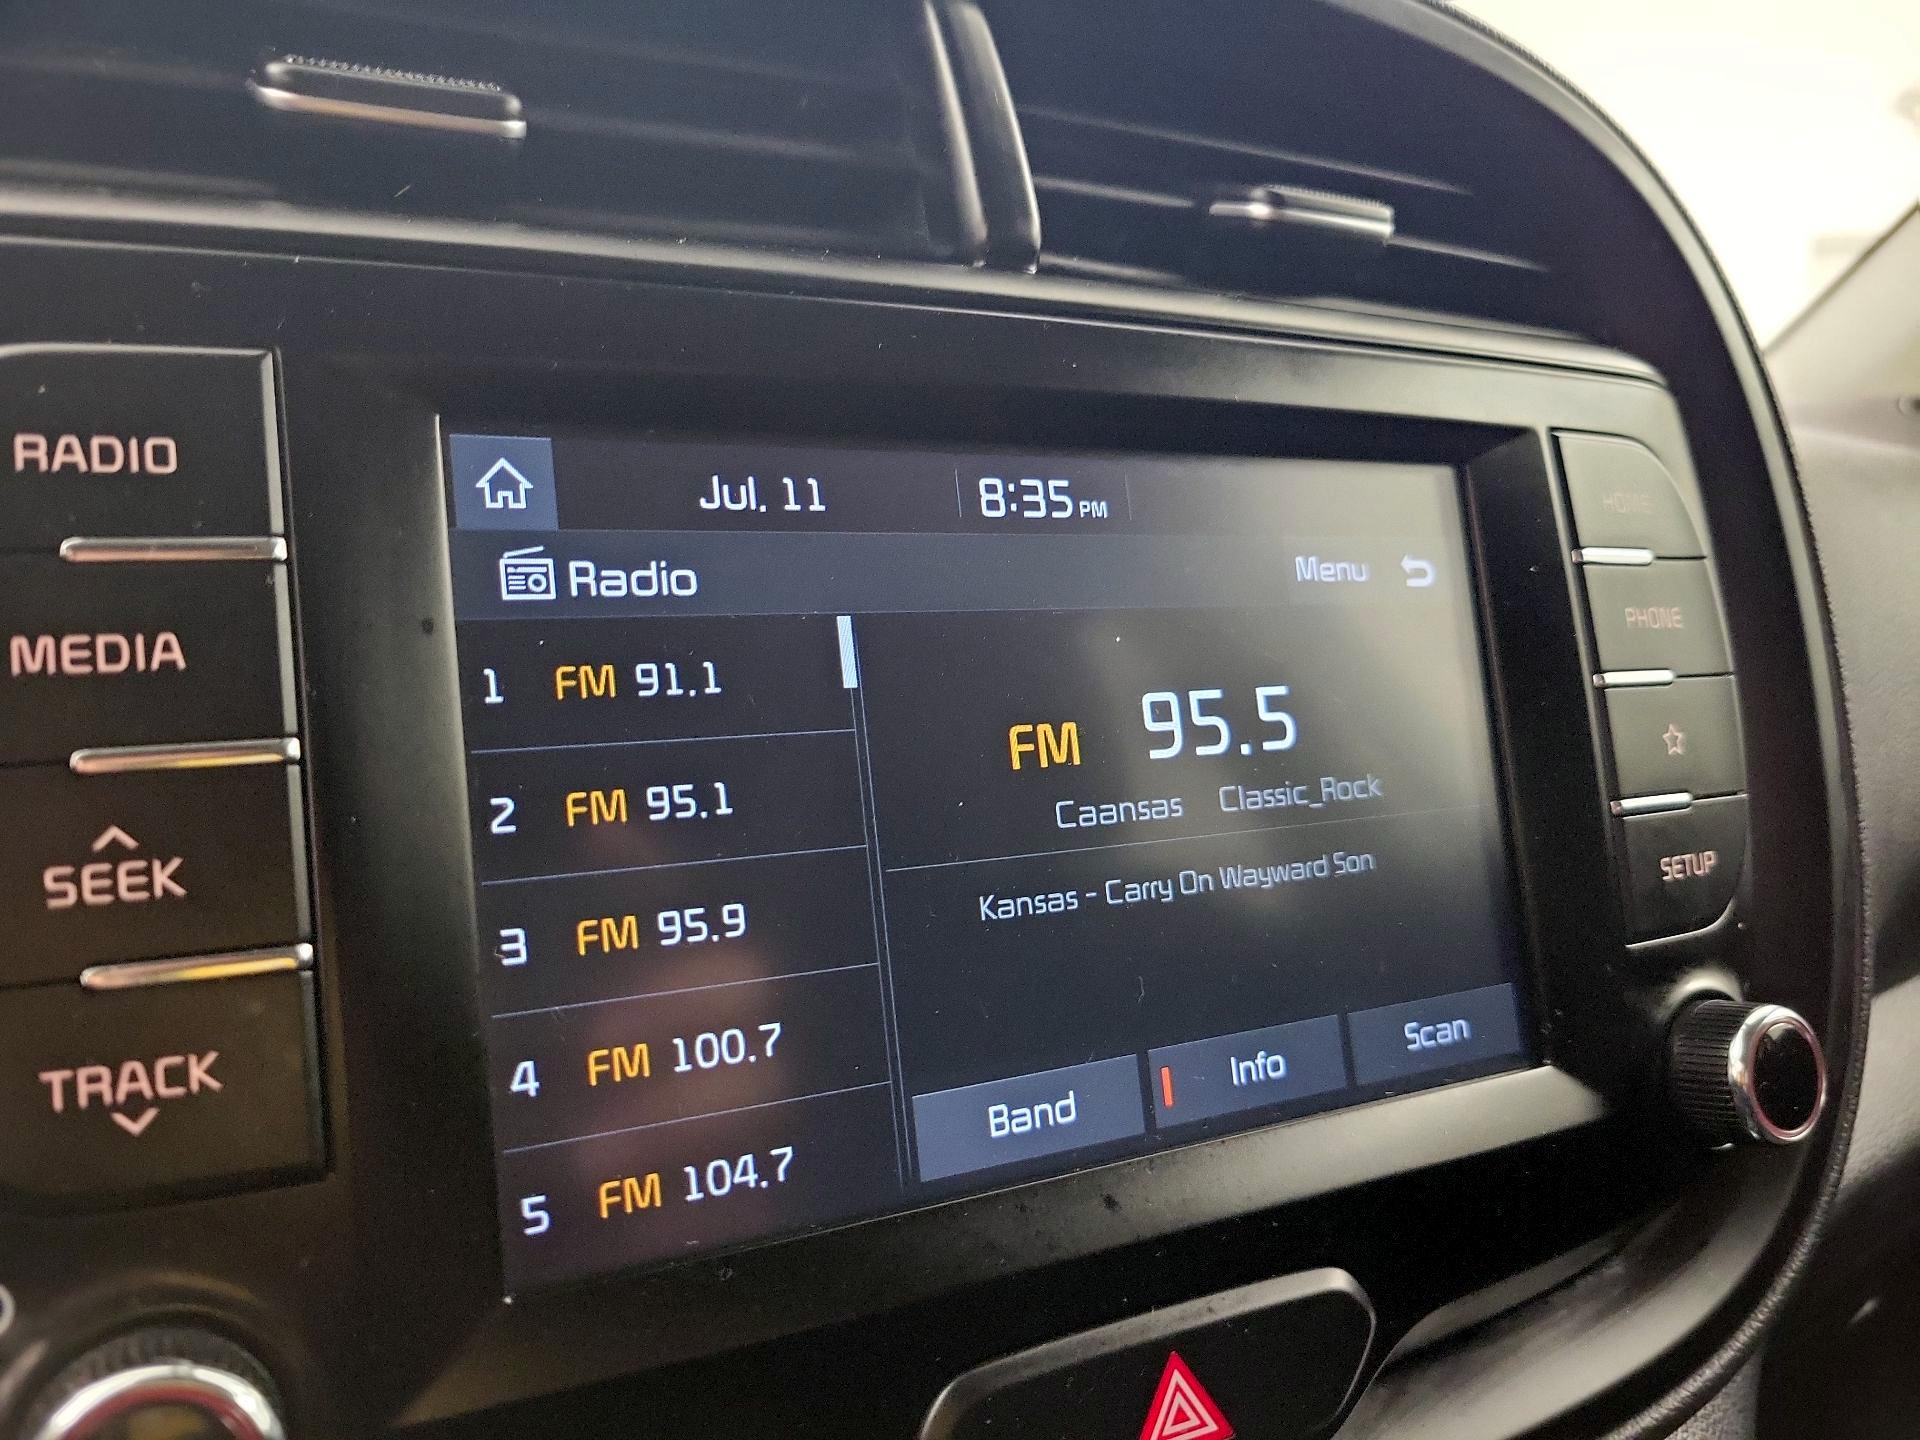 RADIO
MEDIA
SEEK
TRACK
Jul. 11 8:35 PM
Radio
Menu
1 FM 91.1
2 FM 95.1
3 FM 95.9
4 FM 100.7
5 FM 104.7
FM 95.5
Caansas Classic_Rock
Kansas - Carry On Wayward Son
Band Info Scan
HOME
PHONE
SETUP